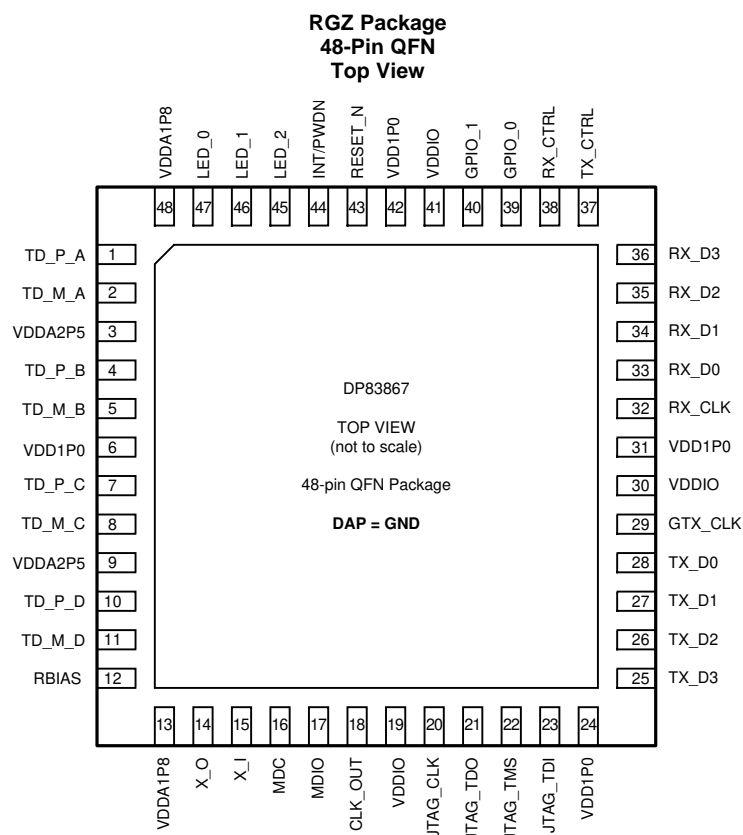 RGZ Package
48-Pin QFN
Top View
VDDA1P8
LED_0
LED_1
LED_2
INT/PWDN
RESET_N
VDD1P0
VDDIO
GPIO_1
GPIO_0
RX_CTRL
TX_CTRL
48 47 46 45 44 43 42 41 40 39 38 37
TD_P_A 1
TD_M_A 2
VDDA2P5 3
TD_P_B 4
TD_M_B 5
VDD1P0 6
TD_P_C 7
TD_M_C 8
VDDA2P5 9
TD_P_D 10
TD_M_D 11
RBIAS 12
DP83867
TOP VIEW
(not to scale)
48-pin QFN Package
DAP = GND
36 RX_D3
35 RX_D2
34 RX_D1
33 RX_D0
32 RX_CLK
31 VDD1P0
30 VDDIO
29 GTX_CLK
28 TX_D0
27 TX_D1
26 TX_D2
25 TX_D3
13 14 15 16 17 18 19 20 21 22 23 24
VDDA1P8
X_O
X_I
MDC
MDIO
CLK_OUT
VDDIO
JTAG_CLK
JTAG_TDO
JTAG_TMS
JTAG_TDI
VDD1P0